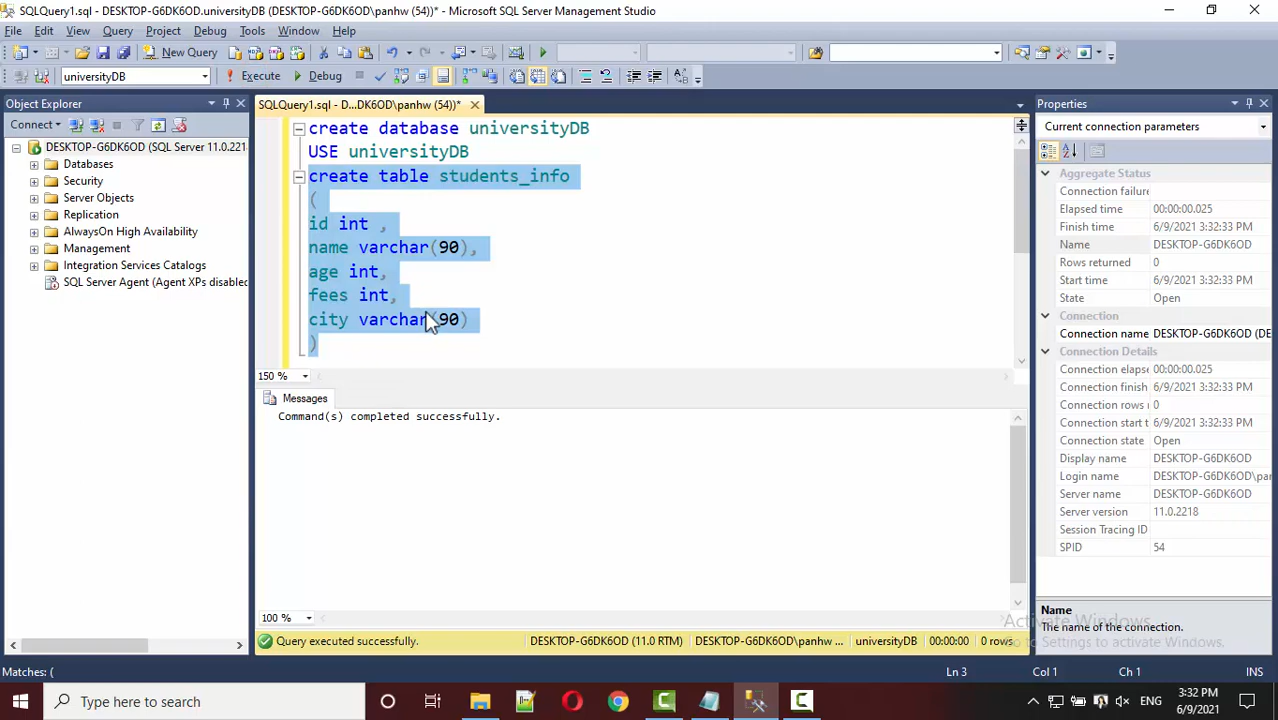 SQLQuery1.sql - DESKTOP-G6DK6OD.universityDB (DESKTOP-G6DK6OD\panhw (54))* - Microsoft SQL Server Management Studio
File Edit View Query Project Debug Tools Window Help
New Query
universityDB Execute Debug
Object Explorer
Connect
DESKTOP-G6DK6OD (SQL Server 11.0.221
Databases
Security
Server Objects
Replication
AlwaysOn High Availability
Management
Integration Services Catalogs
SQL Server Agent (Agent XPs disabled
SQLQuery1.sql - D...DK6OD\panhw (54))*
create database universityDB
USE universityDB
create table students_info
(
id int ,
name varchar(90),
age int,
fees int,
city varchar(90)
)
150 %
Messages
Command(s) completed successfully.
100 %
Query executed successfully. DESKTOP-G6DK6OD (11.0 RTM) DESKTOP-G6DK6OD\panhw ... universityDB 00:00:00 0 rows
Properties
Current connection parameters
Aggregate Status
Connection failure
Elapsed time 00:00:00.025
Finish time 6/9/2021 3:32:33 PM
Name DESKTOP-G6DK6OD
Rows returned 0
Start time 6/9/2021 3:32:33 PM
State Open
Connection
Connection name DESKTOP-G6DK6OD (DE
Connection Details
Connection elapse 00:00:00.025
Connection finish 6/9/2021 3:32:33 PM
Connection rows r 0
Connection start t 6/9/2021 3:32:33 PM
Connection state Open
Display name DESKTOP-G6DK6OD
Login name DESKTOP-G6DK6OD\pan
Server name DESKTOP-G6DK6OD
Server version 11.0.2218
Session Tracing ID
SPID 54
Name
The name of the connection.
Activate Windows
Go to Settings to activate Windows.
Matches: ( Ln 3 Col 1 Ch 1 INS
Type here to search
ENG
3:32 PM
6/9/2021